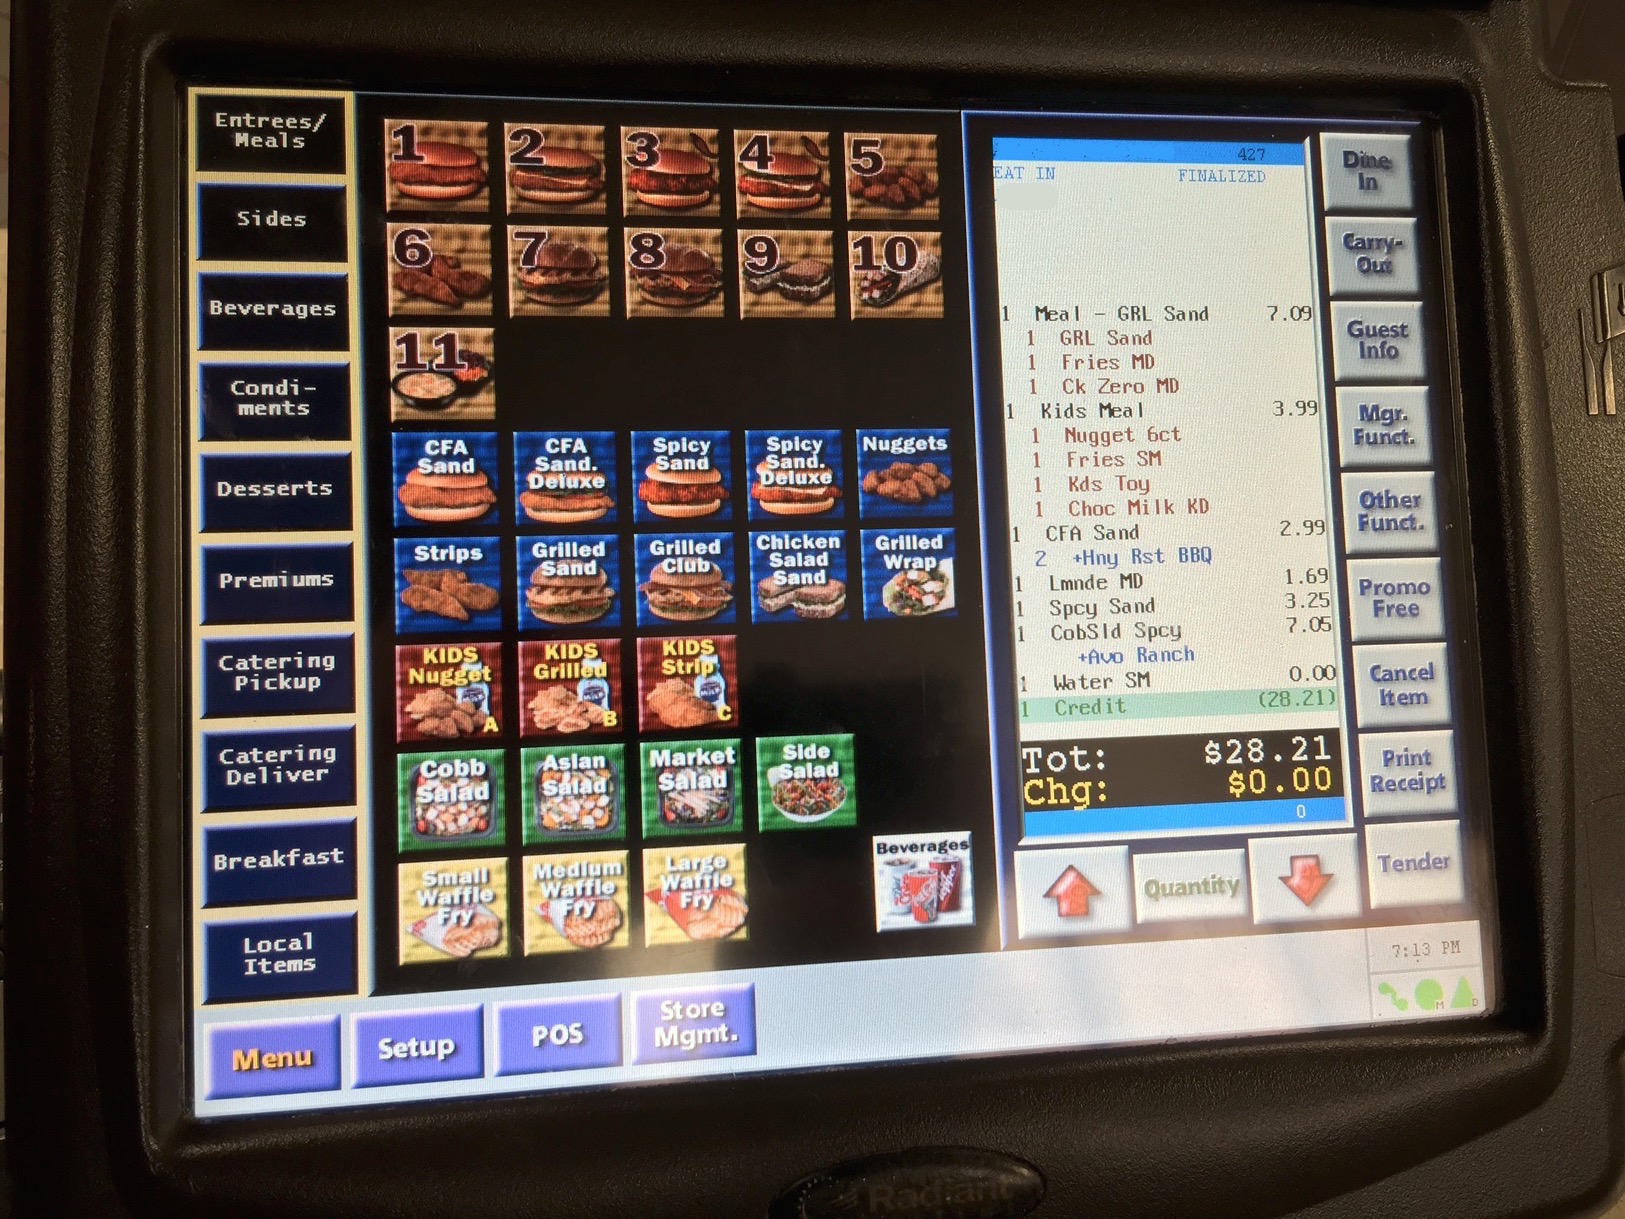 Entrees/
Meals
Sides
Beverages
Condi-
ments
Desserts
Premiums
Catering
Pickup
Catering
Deliver
Breakfast
Local
Items
1 2 3 4 5
6 7 8 9 10
11
CFA
Sand
CFA
Sand.
Deluxe
Spicy
Sand
Spicy
Sand.
Deluxe
Nuggets
Strips
Grilled
Sand
Grilled
Club
Chicken
Salad
Sand
Grilled
Wrap
KIDS
Nugget
A
KIDS
Grilled
B
KIDS
Strip
C
Cobb
Salad
Asian
Salad
Market
Salad
Side
Salad
Small
Waffle
Fry
Medium
Waffle
Fry
Large
Waffle
Fry
Beverages
427
EAT IN FINALIZED
1 Meal - GRL Sand 7.09
1 GRL Sand
1 Fries MD
1 Ck Zero MD
1 Kids Meal 3.99
1 Nugget 6ct
1 Fries SM
1 Kds Toy
1 Choc Milk KD
1 CFA Sand 2.99
2 +Hny Rst BBQ
1 Lmnde MD 1.69
1 Spcy Sand 3.25
1 CobSld Spcy 7.05
+Avo Ranch
1 Water SM 0.00
1 Credit (28.21)
Tot: $28.21
Chg: $0.00
0
Quantity
Dine
In
Carry-
Out
Guest
Info
Mgr.
Funct.
Other
Funct.
Promo
Free
Cancel
Item
Print
Receipt
Tender
7:13 PM
M D
Menu
Setup
POS
Store
Mgmt.
Radiant